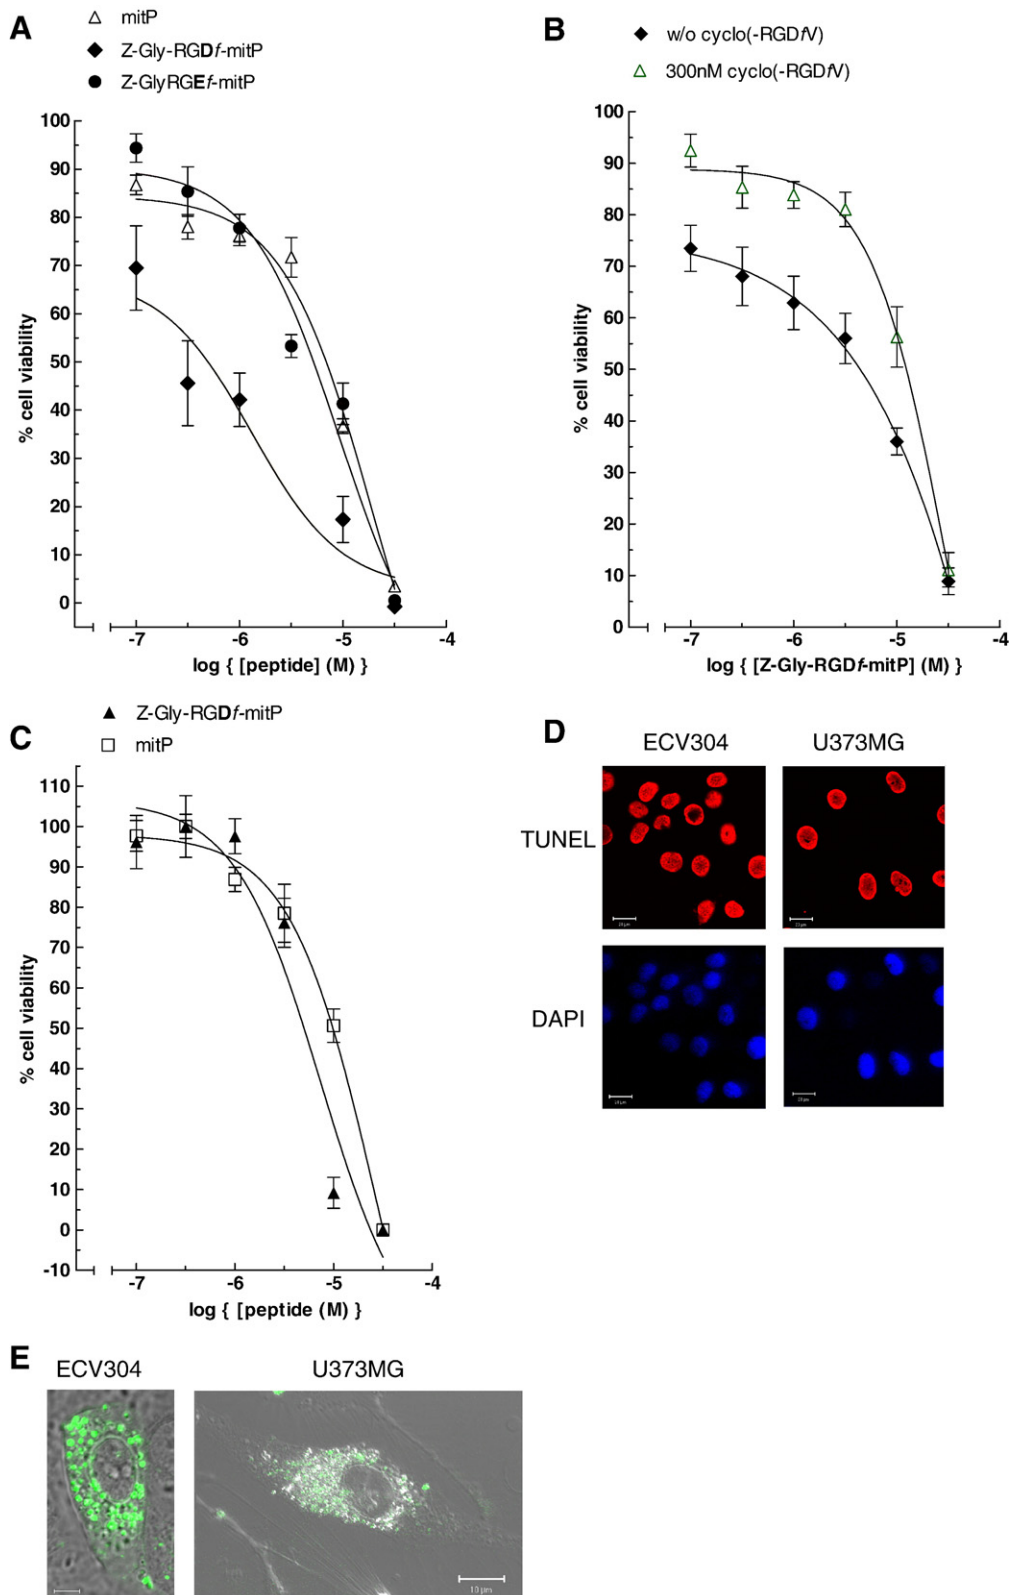 A
mitP
Z-Gly-RGDf-mitP
Z-GlyRGEf-mitP
100
90
80
70
60
50
40
30
20
10
0
% cell viability
-7 -6 -5 -4
log { [peptide] (M) }
B
w/o cyclo(-RGDfV)
300nM cyclo(-RGDfV)
100
90
80
70
60
50
40
30
20
10
0
% cell viability
-7 -6 -5 -4
log { [Z-Gly-RGDf-mitP] (M) }
C
Z-Gly-RGDf-mitP
mitP
110
100
90
80
70
60
50
40
30
20
10
0
-10
% cell viability
-7 -6 -5 -4
log { [peptide (M) }
D
ECV304 U373MG
TUNEL
DAPI
E
ECV304 U373MG
10 µm